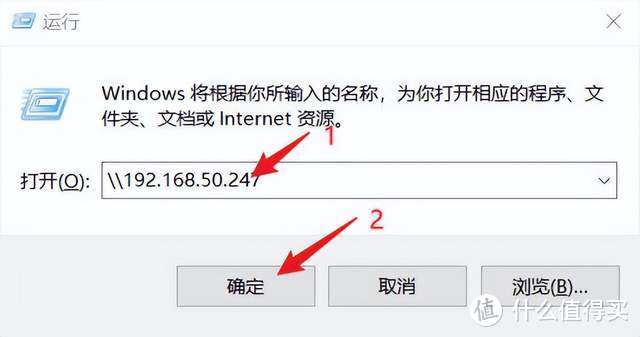 运行
Windows 将根据你所输入的名称，为你打开相应的程序、文
件夹、文档或 Internet 资源。
1
打开(O): \\192.168.50.247
2
确定 取消 浏览(B)...
值 什么值得买